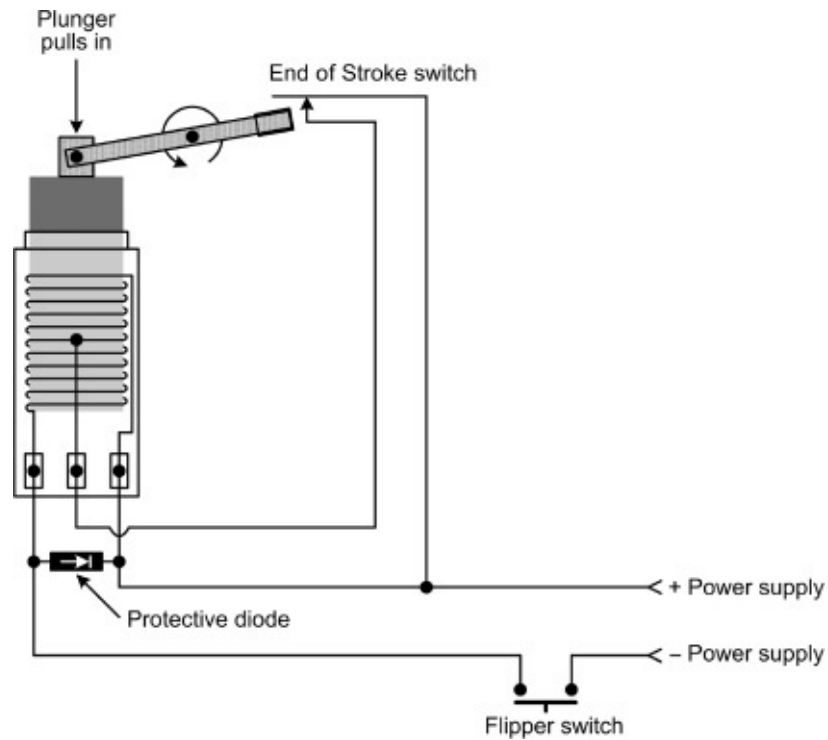 Plunger
pulls in
End of Stroke switch
+ Power supply
Protective diode
– Power supply
Flipper switch